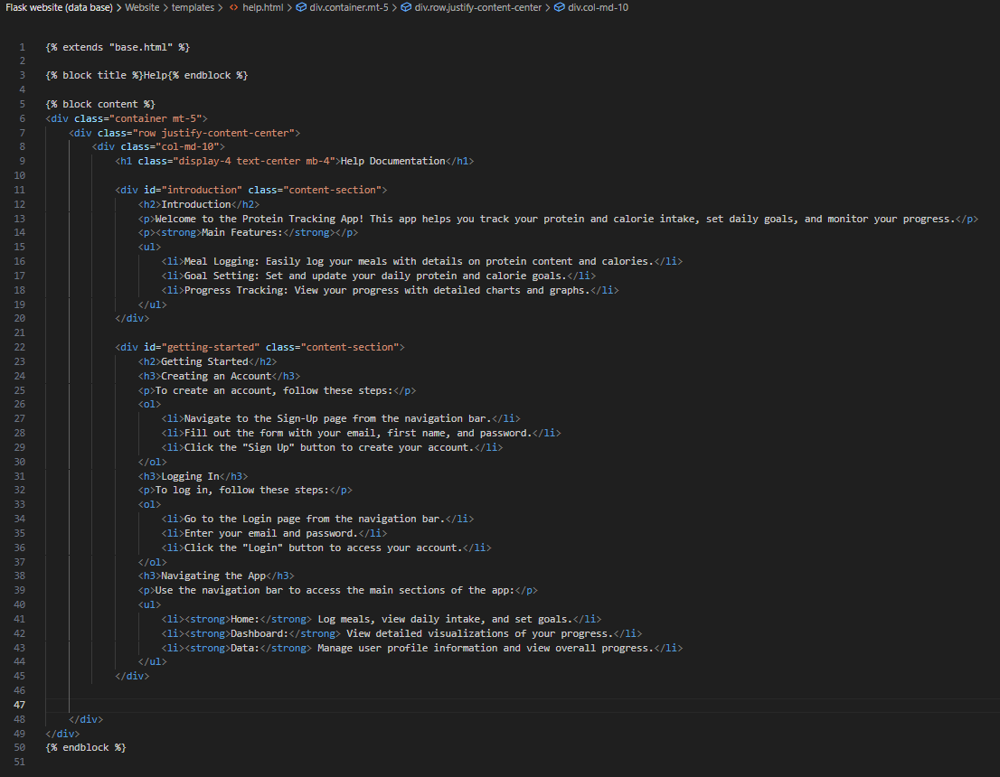 Flask website (data base) > Website > templates > <> help.html > div.container.mt-5 > div.row.justify-content-center > div.col-md-10
1 {% extends "base.html" %}
2
3 {% block title %}Help{% endblock %}
4
5 {% block content %}
6 <div class="container mt-5">
7 <div class="row justify-content-center">
8 <div class="col-md-10">
9 <h1 class="display-4 text-center mb-4">Help Documentation</h1>
10
11 <div id="introduction" class="content-section">
12 <h2>Introduction</h2>
13 <p>Welcome to the Protein Tracking App! This app helps you track your protein and calorie intake, set daily goals, and monitor your progress.</p>
14 <p><strong>Main Features:</strong></p>
15 <ul>
16 <li>Meal Logging: Easily log your meals with details on protein content and calories.</li>
17 <li>Goal Setting: Set and update your daily protein and calorie goals.</li>
18 <li>Progress Tracking: View your progress with detailed charts and graphs.</li>
19 </ul>
20 </div>
21
22 <div id="getting-started" class="content-section">
23 <h2>Getting Started</h2>
24 <h3>Creating an Account</h3>
25 <p>To create an account, follow these steps:</p>
26 <ol>
27 <li>Navigate to the Sign-Up page from the navigation bar.</li>
28 <li>Fill out the form with your email, first name, and password.</li>
29 <li>Click the "Sign Up" button to create your account.</li>
30 </ol>
31 <h3>Logging In</h3>
32 <p>To log in, follow these steps:</p>
33 <ol>
34 <li>Go to the Login page from the navigation bar.</li>
35 <li>Enter your email and password.</li>
36 <li>Click the "Login" button to access your account.</li>
37 </ol>
38 <h3>Navigating the App</h3>
39 <p>Use the navigation bar to access the main sections of the app:</p>
40 <ul>
41 <li><strong>Home:</strong> Log meals, view daily intake, and set goals.</li>
42 <li><strong>Dashboard:</strong> View detailed visualizations of your progress.</li>
43 <li><strong>Data:</strong> Manage user profile information and view overall progress.</li>
44 </ul>
45 </div>
46
47
48 </div>
49 </div>
50 {% endblock %}
51